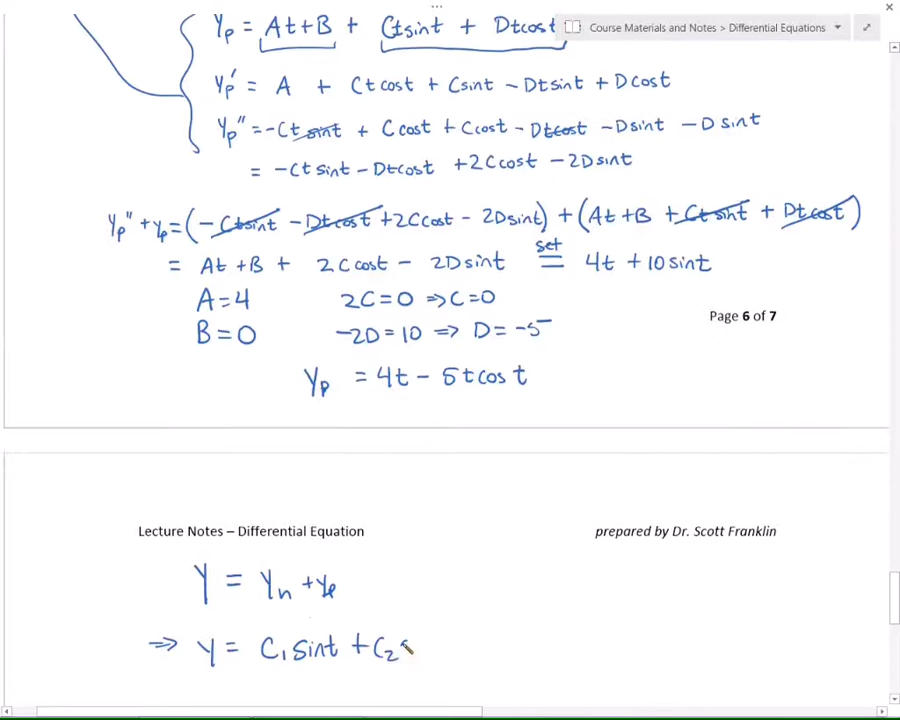 Yp = At+B + Ctsint + Dtcost
Course Materials and Notes > Differential Equations
Yp' = A + Ctcost + Csint - Dtsint + Dcost
Yp" = -Ctsint + Ccost + Ccost - Dtcost - Dsint - Dsint
= -Ctsint - Dtcost + 2Ccost - 2Dsint
Yp" + yp = (-Ctsint - Dtcost + 2Ccost - 2Dsint) + (At + B + Ctsint + Dtcost)
= At + B + 2Ccost - 2Dsint set = 4t + 10sint
A = 4 2C = 0 => C = 0
Page 6 of 7
B = 0 -2D = 10 => D = -5
Yp = 4t - 5tcost
Lecture Notes – Differential Equation prepared by Dr. Scott Franklin
Y = Yn + yp
=> Y = C₁sint + C₂